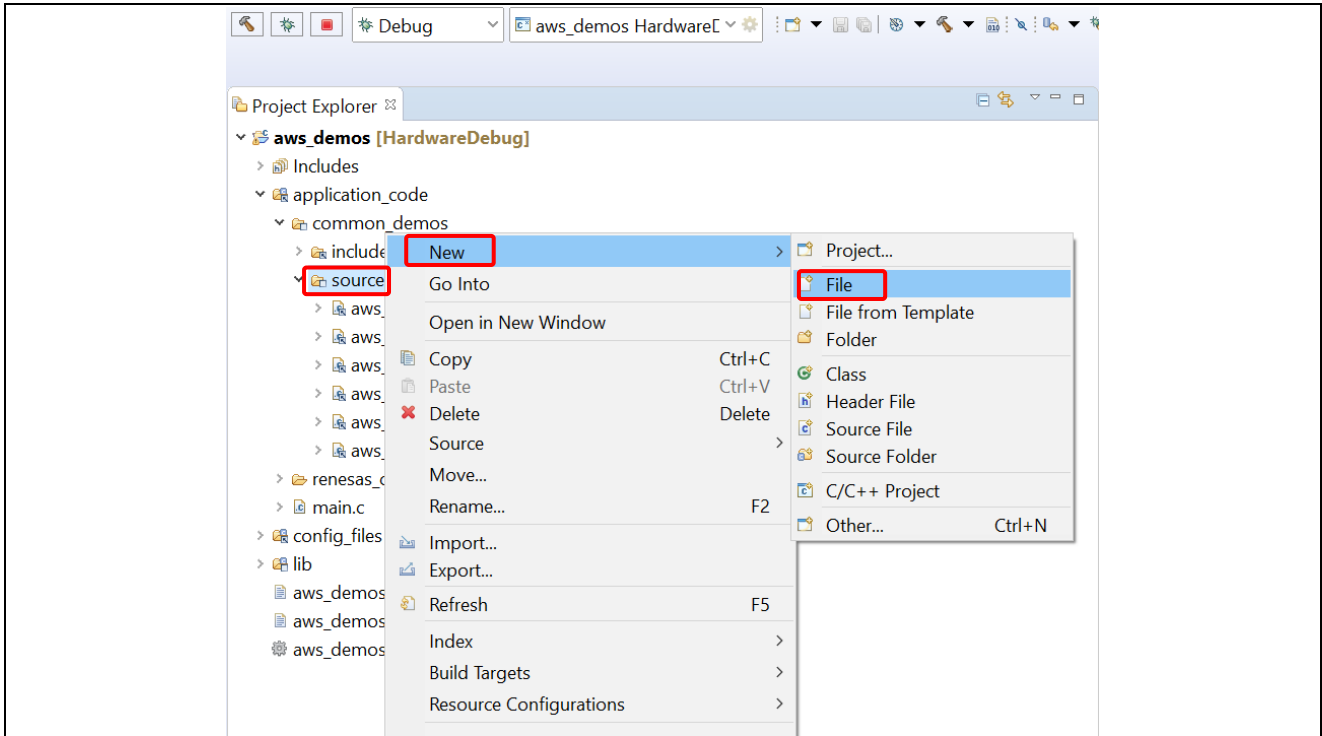 Debug aws_demos HardwareD
Project Explorer
aws_demos [HardwareDebug]
Includes
application_code
common_demos
include New Project...
source Go Into File
aws_ Open in New Window File from Template
aws_ Folder
aws_ Copy Ctrl+C Class
aws_ Paste Ctrl+V Header File
aws_ Delete Delete Source File
aws_ Source Source Folder
renesas_ Move... C/C++ Project
main.c Rename... F2 Other... Ctrl+N
config_files Import...
lib Export...
aws_demos Refresh F5
aws_demos Index
aws_demos Build Targets
Resource Configurations